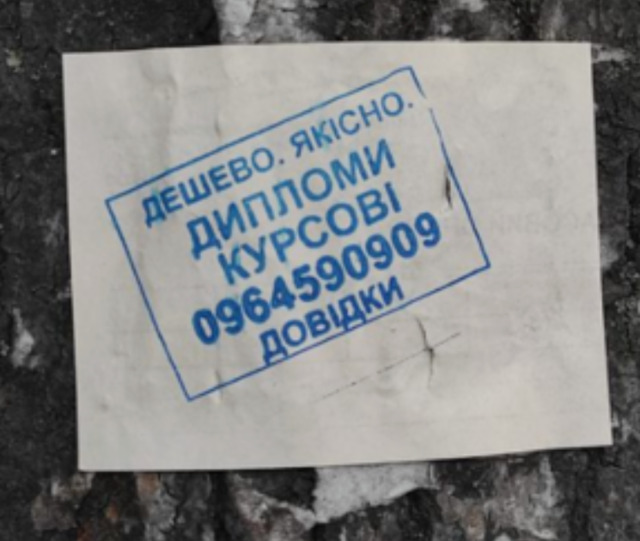 ДЕШЕВО. ЯКІСНО.
ДИПЛОМИ
КУРСОВІ
0964590909
ДОВІДКИ